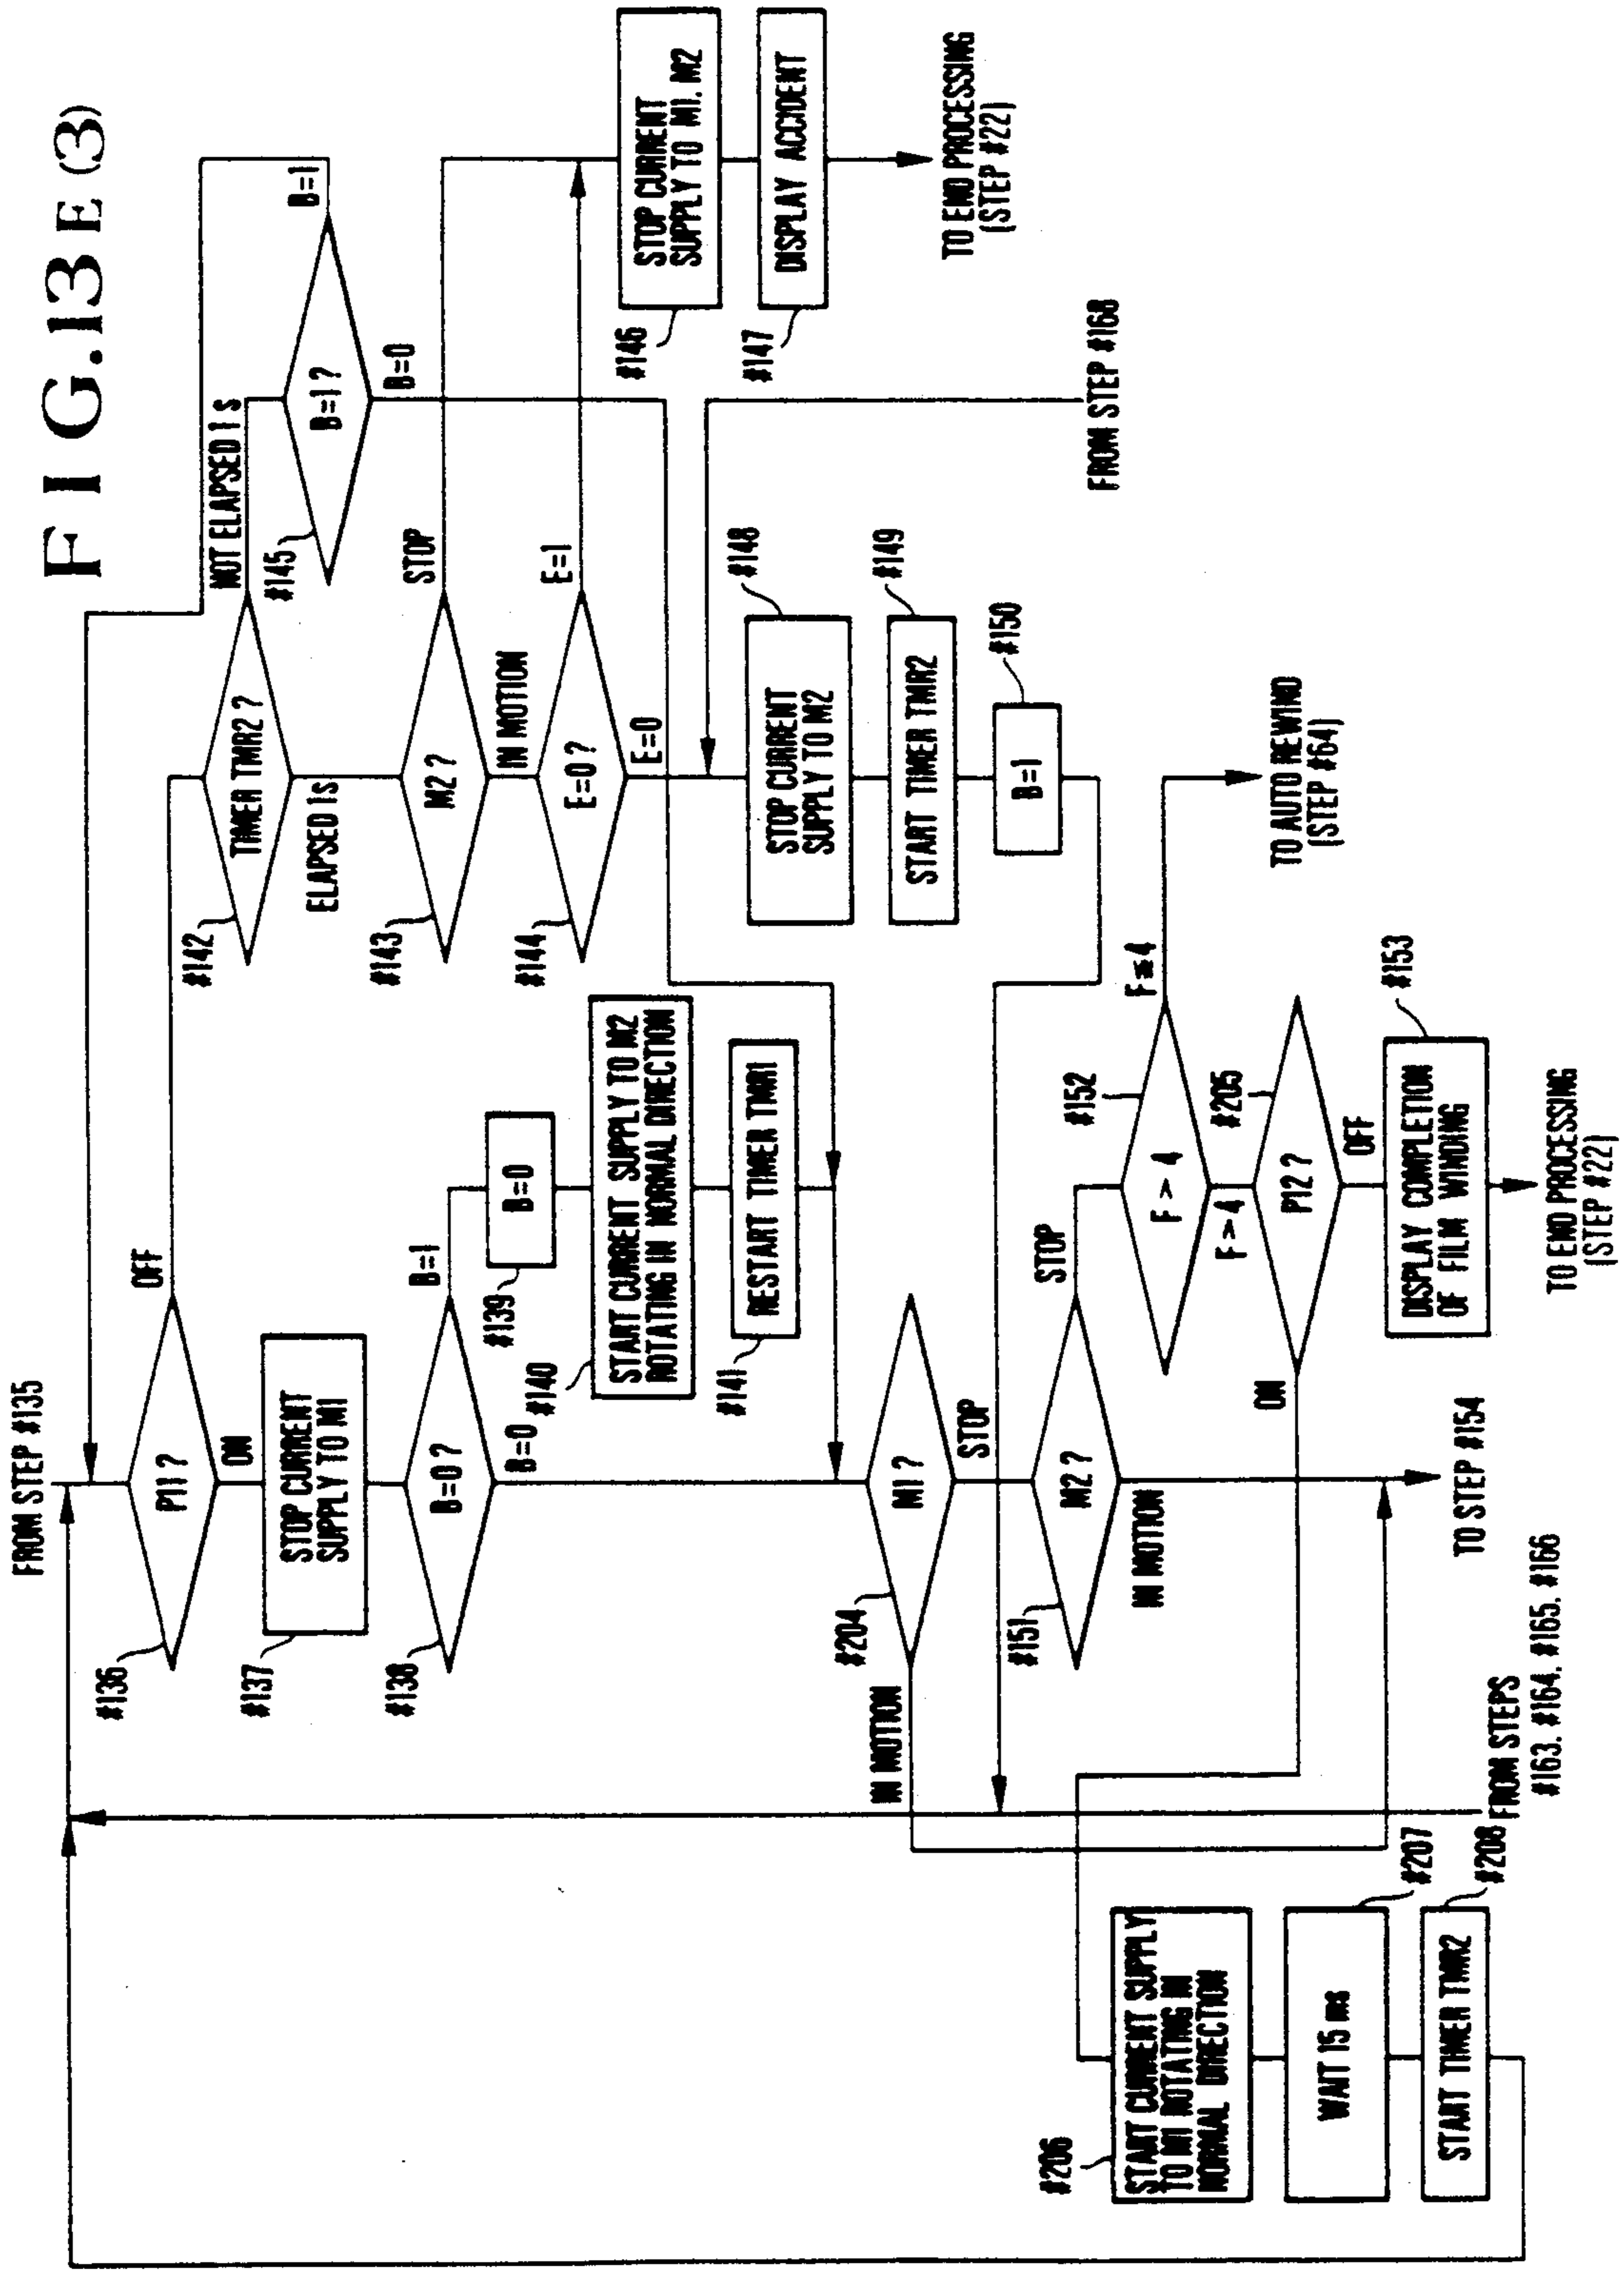 FIG.13E(3)
FROM STEP #135
P11?
#136
OFF
ON
STOP CURRENT
SUPPLY TO M1
#137
B=0?
#138
B=1
B=0
B=0
#139
START CURRENT SUPPLY TO M2
ROTATING IN NORMAL DIRECTION
#140
RESTART TIMER TMR1
#141
TIMER TMR2?
#142
NOT ELAPSED 1s
ELAPSED 1s
B=1?
#145
B=1
B=0
M2?
#143
STOP
IN MOTION
E=0?
#144
E=1
E=0
STOP CURRENT
SUPPLY TO M1. M2
#146
DISPLAY ACCIDENT
#147
TO END PROCESSING
(STEP #22)
FROM STEP #168
STOP CURRENT
SUPPLY TO M2
#148
START TIMER TMR2
#149
B=1
#150
M1?
#204
IN MOTION
STOP
M2?
#151
STOP
IN MOTION
F>4
#152
F≦4
F>4
TO AUTO REWIND
(STEP #64)
P12?
#205
OFF
ON
DISPLAY COMPLETION
OF FILM WINDING
#153
TO END PROCESSING
(STEP #22)
TO STEP #154
FROM STEPS
#163. #164. #165. #166
START CURRENT SUPPLY
TO M1 ROTATING IN
NORMAL DIRECTION
#206
WAIT 15 ms
#207
START TIMER TMR2
#208